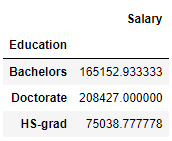 Salary
Education
Bachelors 165152.933333
Doctorate 208427.000000
HS-grad 75038.777778